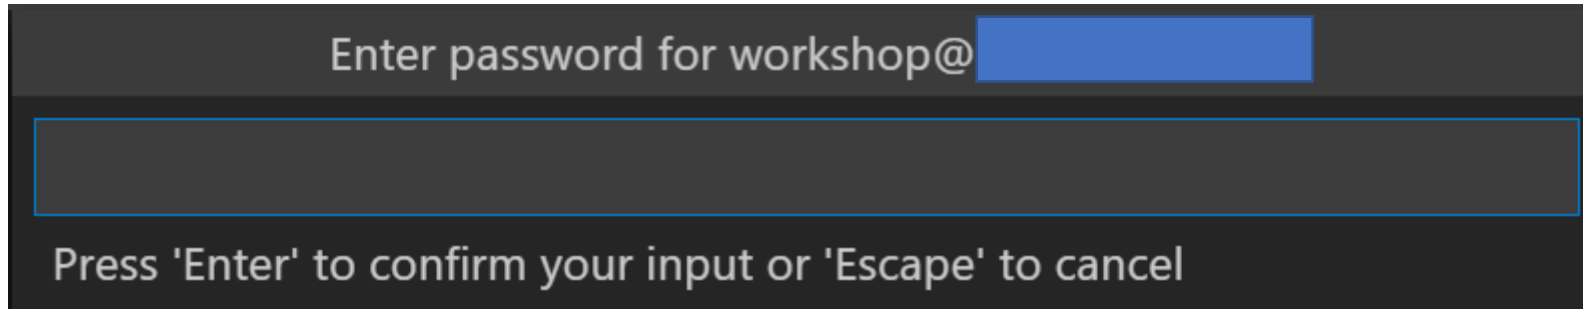 Enter password for workshop@
Press 'Enter' to confirm your input or 'Escape' to cancel